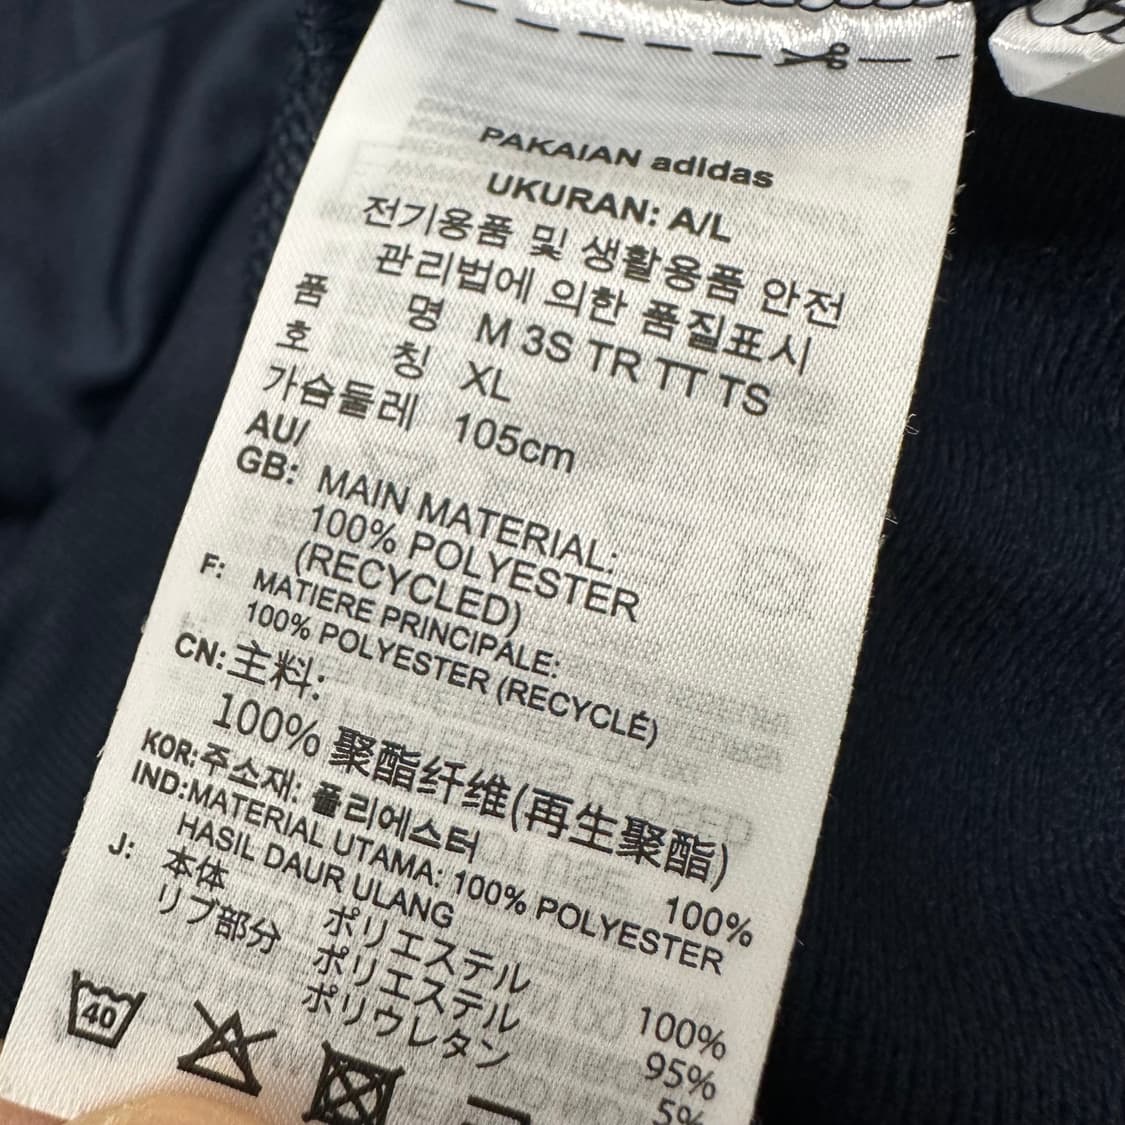 PAKAIAN adidas
UKURAN: A/L
전기용품 및 생활용품 안전
관리법에 의한 품질표시
품 명 M 3S TR TT TS
호 칭 XL
가슴둘레 105cm
AU/
GB: MAIN MATERIAL:
100% POLYESTER
(RECYCLED)
F: MATIERE PRINCIPALE:
100% POLYESTER (RECYCLÉ)
CN: 主料:
100% 聚酯纤维(再生聚酯)
KOR: 주소재: 폴리에스터 100%
IND: MATERIAL UTAMA: 100% POLYESTER
HASIL DAUR ULANG
J: 本体 ポリエステル 100%
リブ部分 ポリエステル 95%
ポリウレタン 5%
40